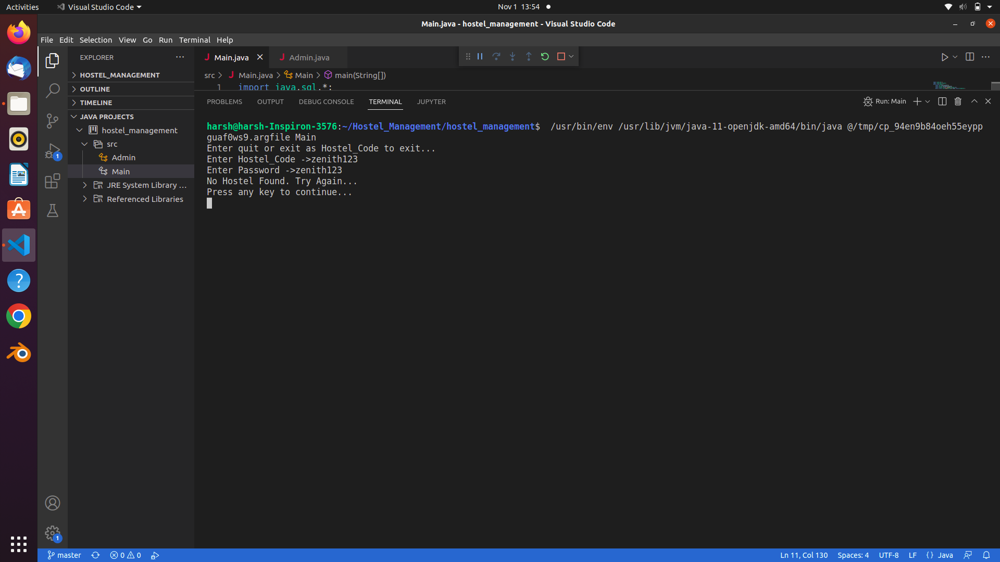 Activities
Visual Studio Code
Nov 1 13:54
Main.java - hostel_management - Visual Studio Code
File Edit Selection View Go Run Terminal Help
EXPLORER
Main.java
Admin.java
HOSTEL_MANAGEMENT
OUTLINE
TIMELINE
JAVA PROJECTS
hostel_management
src
Admin
Main
JRE System Library ...
Referenced Libraries
1
src > Main.java > Main > main(String[])
1 import java.sql.*;
PROBLEMS OUTPUT DEBUG CONSOLE TERMINAL JUPYTER
Run: Main
harsh@harsh-Inspiron-3576:~/Hostel_Management/hostel_management$ /usr/bin/env /usr/lib/jvm/java-11-openjdk-amd64/bin/java @/tmp/cp_94en9b84oeh55eypp
guaf0ws9.argfile Main
Enter quit or exit as Hostel_Code to exit...
Enter Hostel_Code ->zenith123
Enter Password ->zenith123
No Hostel Found. Try Again...
Press any key to continue...
1
master
0 0
Ln 11, Col 130
Spaces: 4
UTF-8
LF
{ } Java